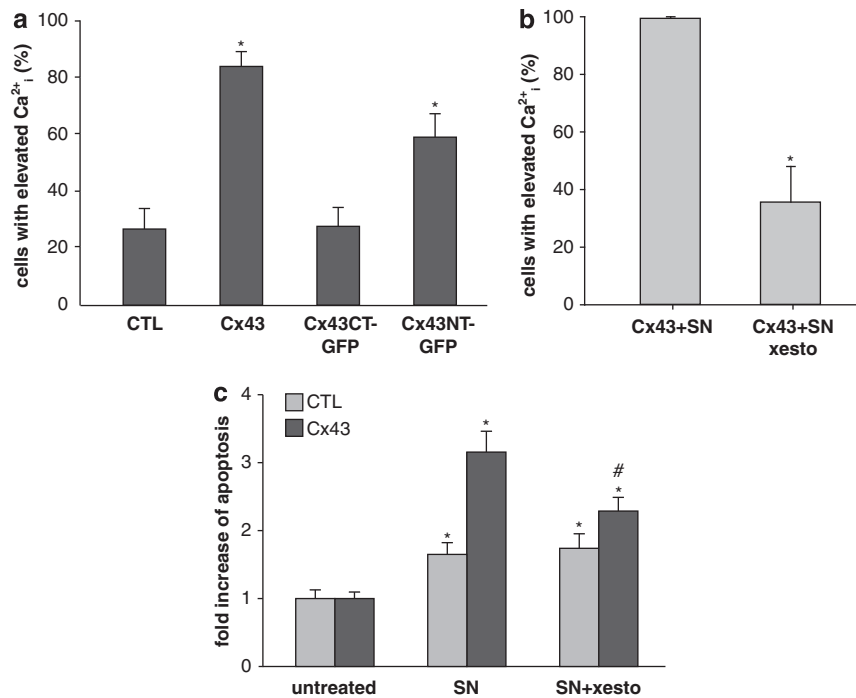 a
cells with elevated Ca²⁺ᵢ (%)
100
80
60
40
20
0
*
*
CTL
Cx43
Cx43CT-
GFP
Cx43NT-
GFP
b
cells with elevated Ca²⁺ᵢ (%)
100
80
60
40
20
0
*
Cx43+SN
Cx43+SN
xesto
c
fold increase of apoptosis
4
3
2
1
0
CTL
Cx43
*
*
*
#
*
untreated
SN
SN+xesto